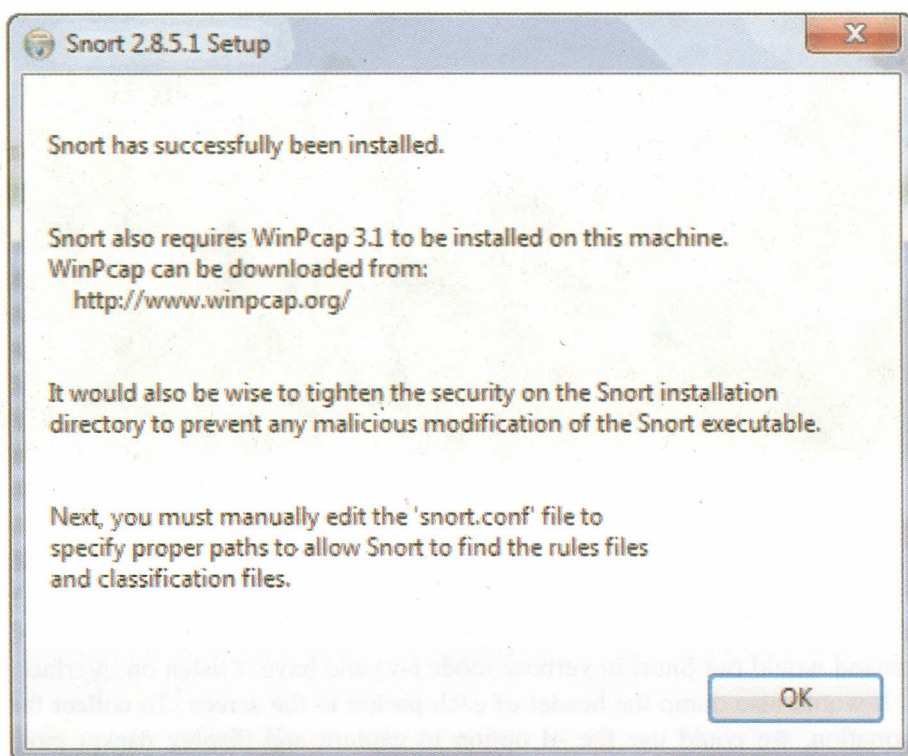 Snort 2.8.5.1 Setup
Snort has successfully been installed.
Snort also requires WinPcap 3.1 to be installed on this machine.
WinPcap can be downloaded from:
http://www.winpcap.org/
It would also be wise to tighten the security on the Snort installation
directory to prevent any malicious modification of the Snort executable.
Next, you must manually edit the 'snort.conf' file to
specify proper paths to allow Snort to find the rules files
and classification files.
OK